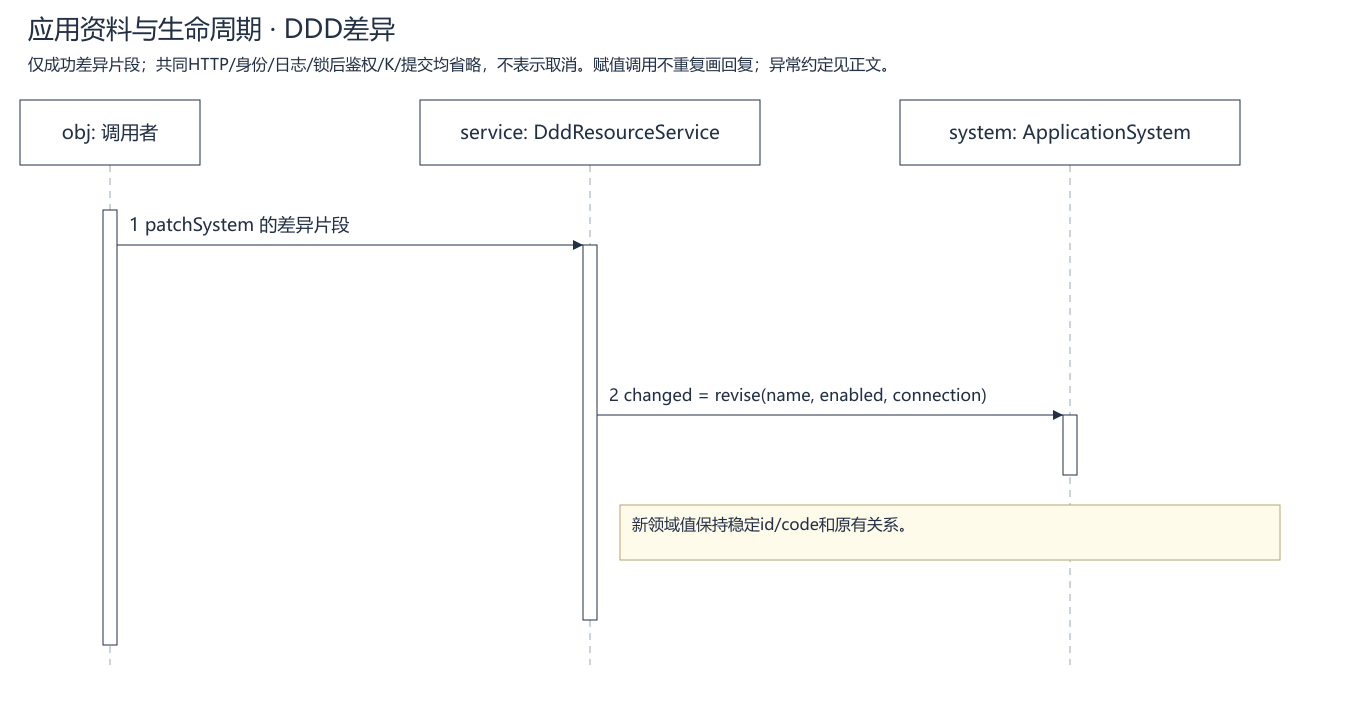 应用资料与生命周期 · DDD差异
仅成功差异片段；共同HTTP/身份/日志/锁后鉴权/K/提交均省略，不表示取消。赋值调用不重复画回复；异常约定见正文。
obj: 调用者
service: DddResourceService
system: ApplicationSystem
1 patchSystem 的差异片段
2 changed = revise(name, enabled, connection)
新领域值保持稳定id/code和原有关系。